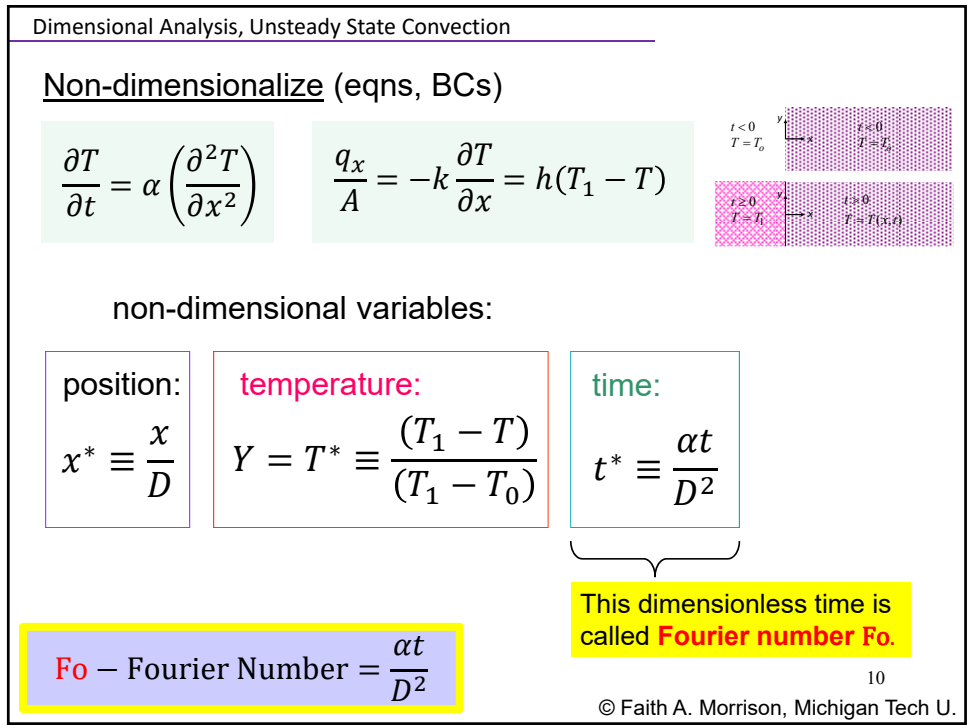 Dimensional Analysis, Unsteady State Convection
Non-dimensionalize (eqns, BCs)
∂T/∂t = α(∂²T/∂x²)
q_x/A = −k ∂T/∂x = h(T₁ − T)
t < 0
T = Tₒ
y
x
t < 0
T = Tₒ
t ≥ 0
T = T₁
y
x
t > 0
T = T(x,t)
non-dimensional variables:
position:
x* ≡ x/D
temperature:
Y = T* ≡ (T₁ − T)/(T₁ − T₀)
time:
t* ≡ αt/D²
This dimensionless time is
called Fourier number Fo.
Fo − Fourier Number = αt/D²
10
© Faith A. Morrison, Michigan Tech U.